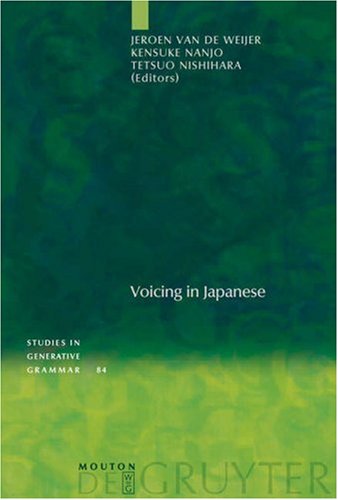 JEROEN VAN DE WEIJER
KENSUKE NANJO
TETSUO NISHIHARA
(Editors)
Voicing in Japanese
STUDIES IN
GENERATIVE
GRAMMAR 84
MOUTON
DE GRUYTER